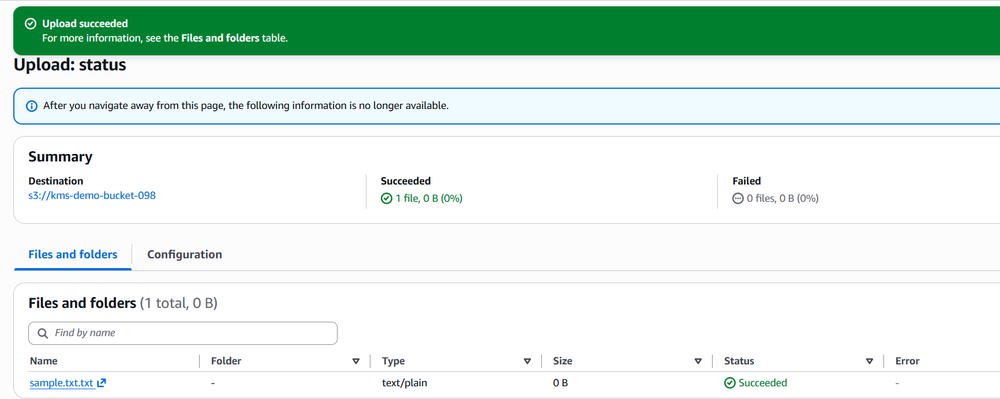 Upload succeeded
For more information, see the Files and folders table.
Upload: status
After you navigate away from this page, the following information is no longer available.
Summary
Destination
s3://kms-demo-bucket-098
Succeeded
1 file, 0 B (0%)
Failed
0 files, 0 B (0%)
Files and folders
Configuration
Files and folders (1 total, 0 B)
Find by name
Name Folder Type Size Status Error
sample.txt.txt - text/plain 0 B Succeeded -